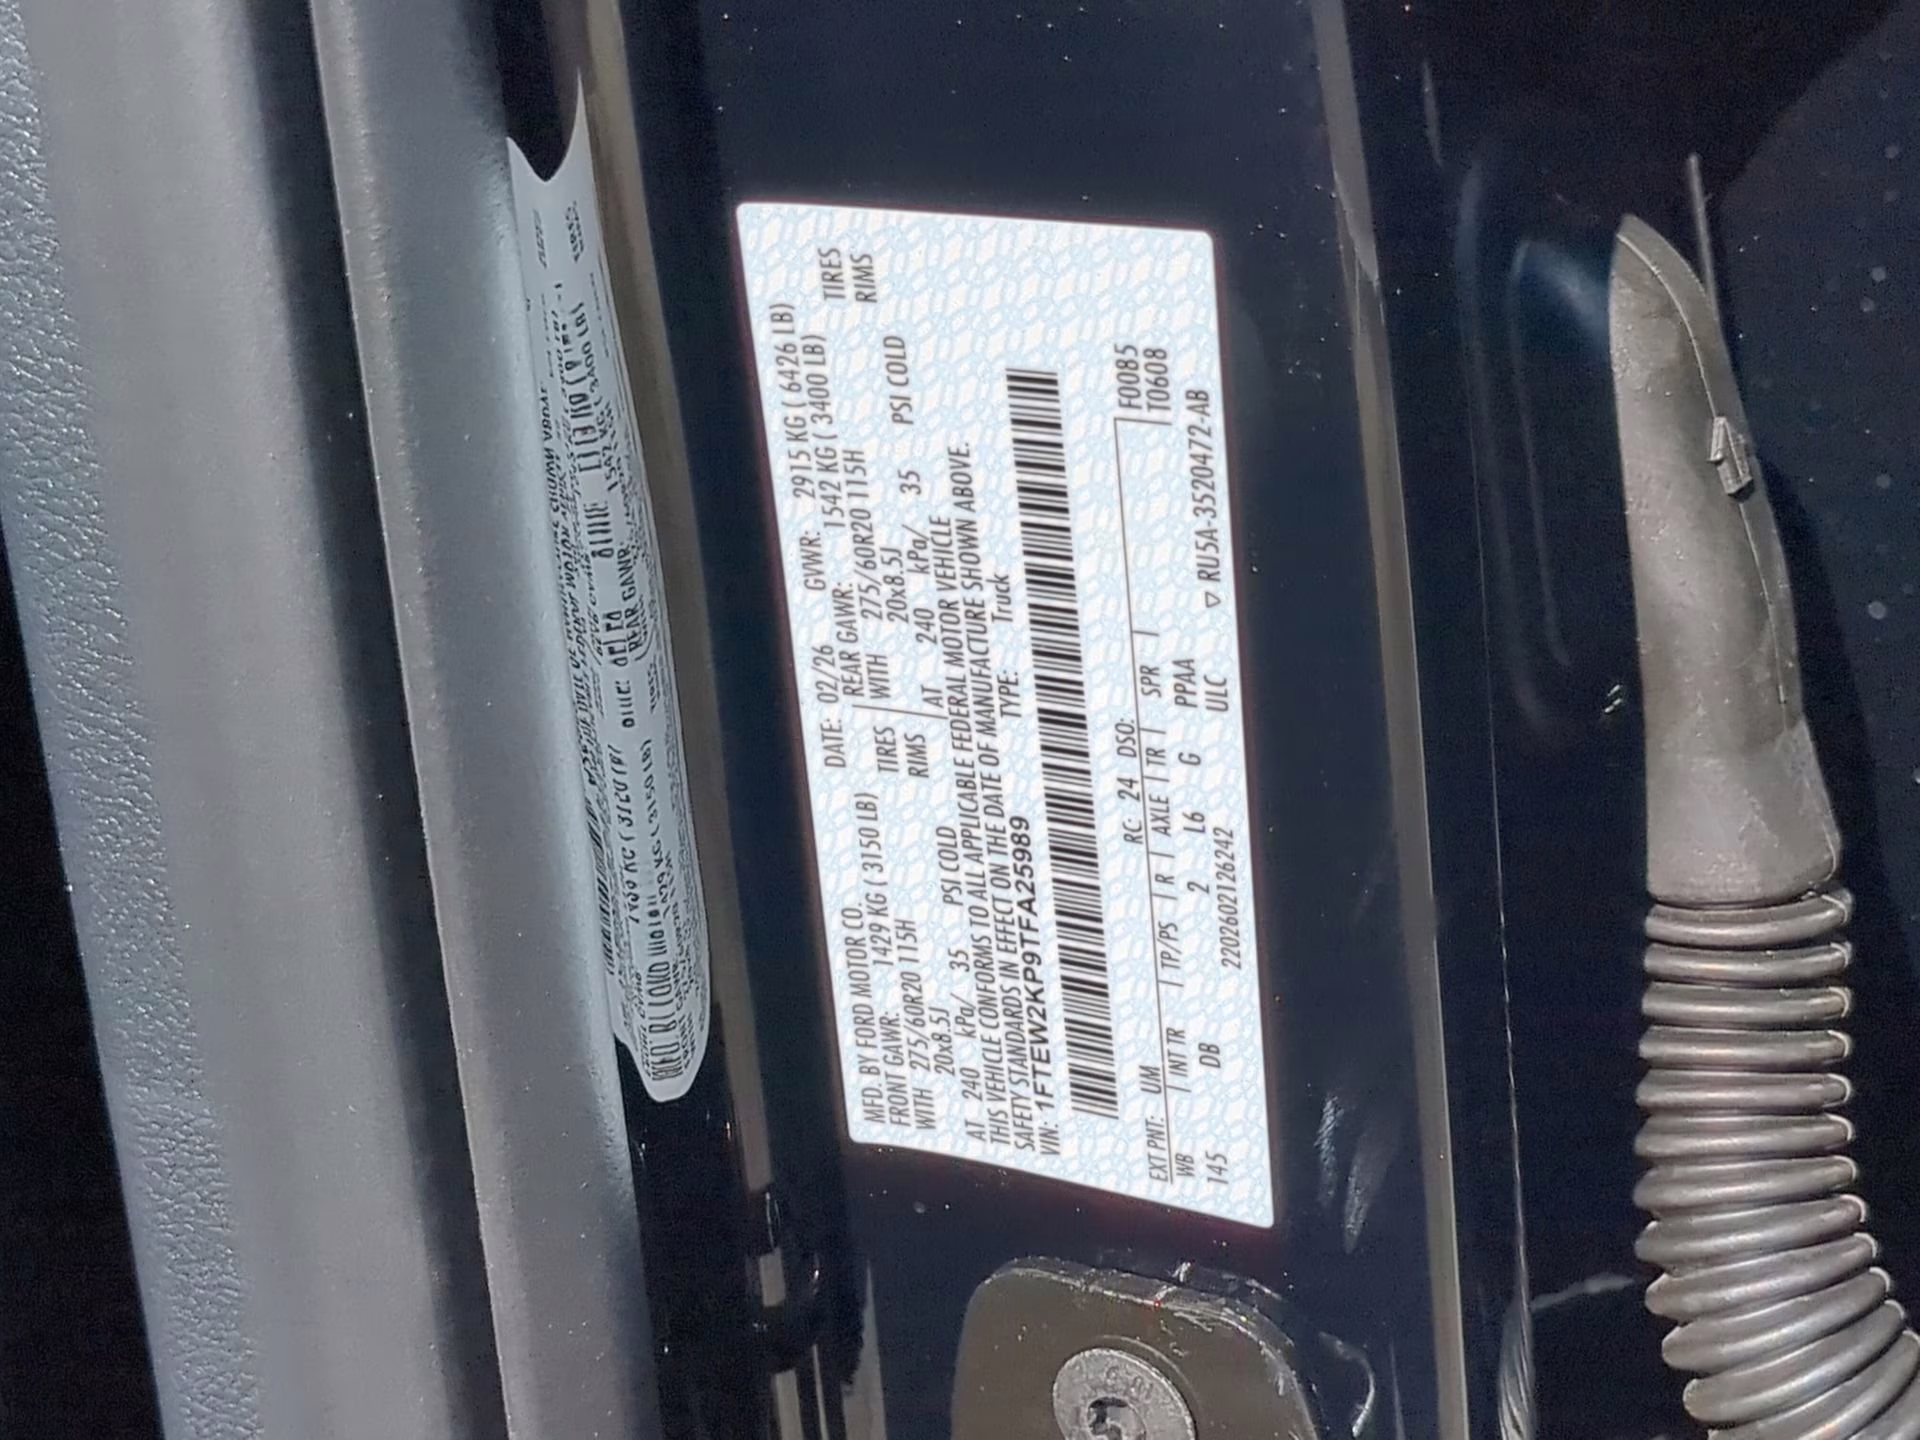 MFD. BY FORD MOTOR CO. DATE: 02/26 GVWR: 2915 KG ( 6426 LB)
FRONT GAWR: 1429 KG ( 3150 LB) REAR GAWR: 1542 KG ( 3400 LB)
WITH 275/60R20 115H TIRES WITH 275/60R20 115H TIRES
20x8.5J RIMS 20x8.5J RIMS
AT 240 kPa/ 35 PSI COLD AT 240 kPa/ 35 PSI COLD
THIS VEHICLE CONFORMS TO ALL APPLICABLE FEDERAL MOTOR VEHICLE
SAFETY STANDARDS IN EFFECT ON THE DATE OF MANUFACTURE SHOWN ABOVE.
VIN: 1FTEW2KP9TFA25989 TYPE: Truck
EXT PNT: UM RC: 24 DSO: F0085
WB | INT TR | TP/PS | R | AXLE | TR | SPR | T0608
145 DB 2 L6 G PPAA
2202602126242 ULC ▽ RU5A-3520472-AB